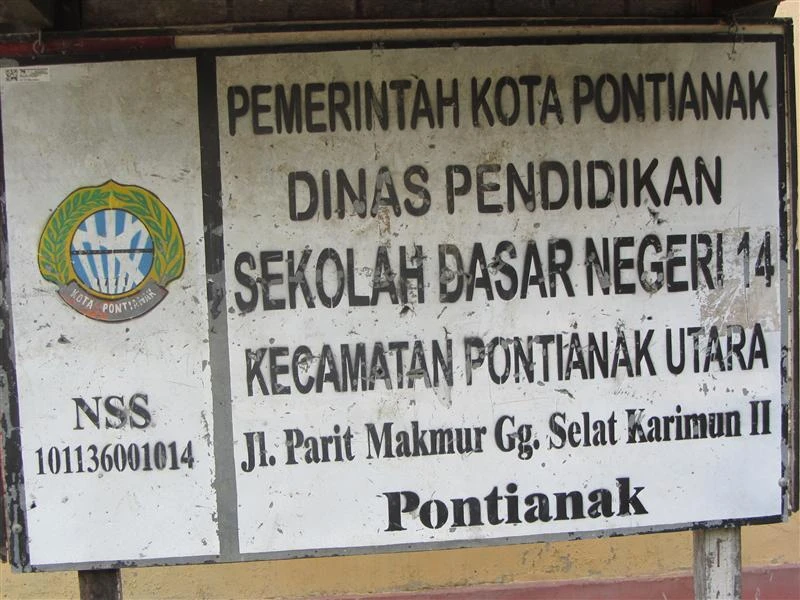 KOTA PONTIANAK
NSS
101136001014
PEMERINTAH KOTA PONTIANAK
DINAS PENDIDIKAN
SEKOLAH DASAR NEGERI 14
KECAMATAN PONTIANAK UTARA
Jl. Parit Makmur Gg. Selat Karimun II
Pontianak